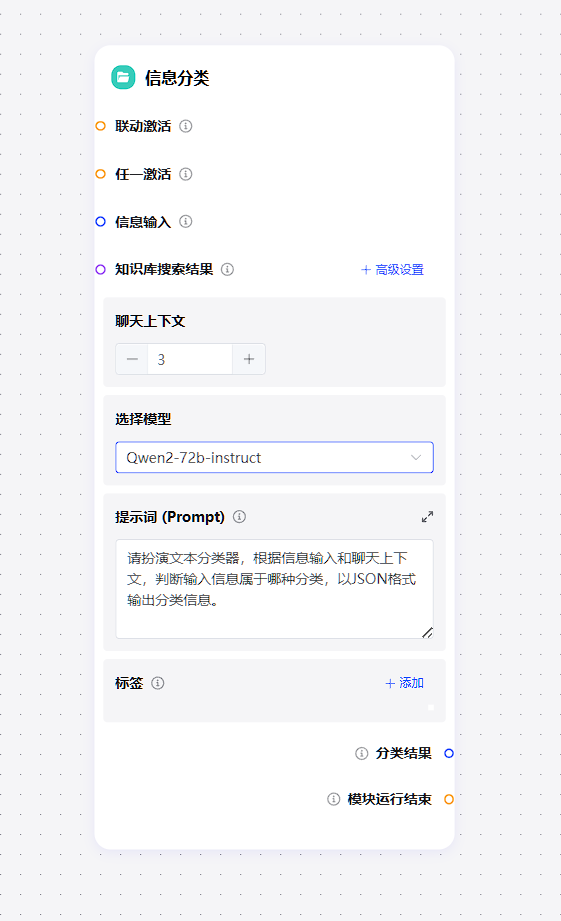 信息分类
联动激活
任一激活
信息输入
知识库搜索结果
+ 高级设置
聊天上下文
3
选择模型
Qwen2-72b-instruct
提示词 (Prompt)
请扮演文本分类器，根据信息输入和聊天上下
文，判断输入信息属于哪种分类，以JSON格式
输出分类信息。
标签
+ 添加
分类结果
模块运行结束